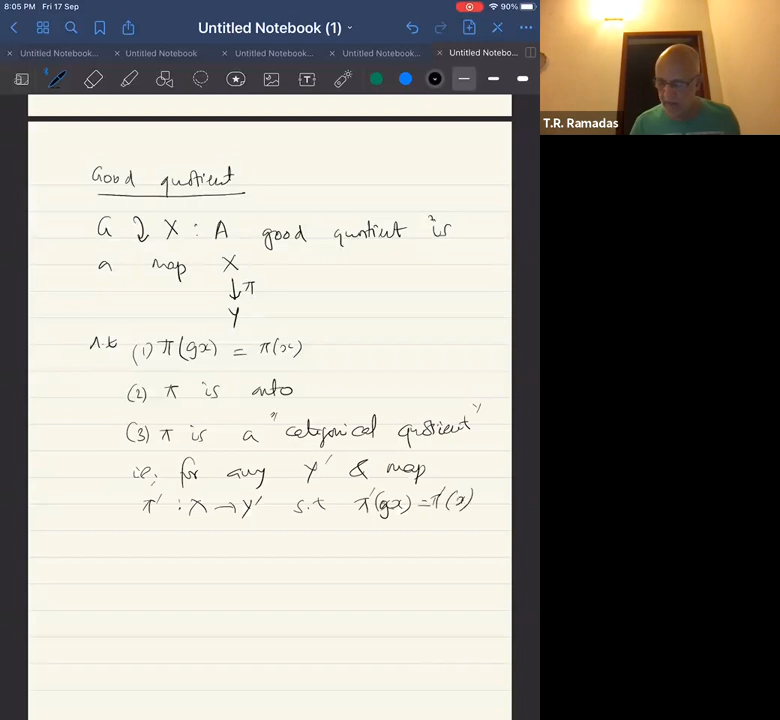 8:05 PM Fri 17 Sep
90%
Untitled Notebook (1)
Untitled Notebook...
Untitled Notebook
Untitled Notebook...
Untitled Notebook...
Untitled Notebo...
T.R. Ramadas
Good quotient
G ⤵ X : A good quotient is
a map X
↓ π
Y
s.t (1) π(gx) = π(x)
(2) π is onto
(3) π is a "categorical quotient"
i.e., for any Y' & map
π' : X → Y' s.t π'(gx) = π'(x)